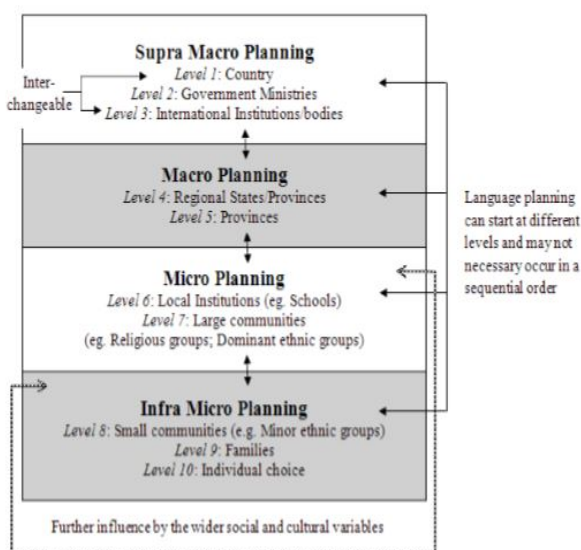 Supra Macro Planning
Level 1: Country
Level 2: Government Ministries
Level 3: International Institutions/bodies
Inter-
changeable
Macro Planning
Level 4: Regional States/Provinces
Level 5: Provinces
Micro Planning
Level 6: Local Institutions (eg. Schools)
Level 7: Large communities
(eg. Religious groups; Dominant ethnic groups)
Infra Micro Planning
Level 8: Small communities (e.g. Minor ethnic groups)
Level 9: Families
Level 10: Individual choice
Further influence by the wider social and cultural variables
Language planning
can start at different
levels and may not
necessary occur in a
sequential order